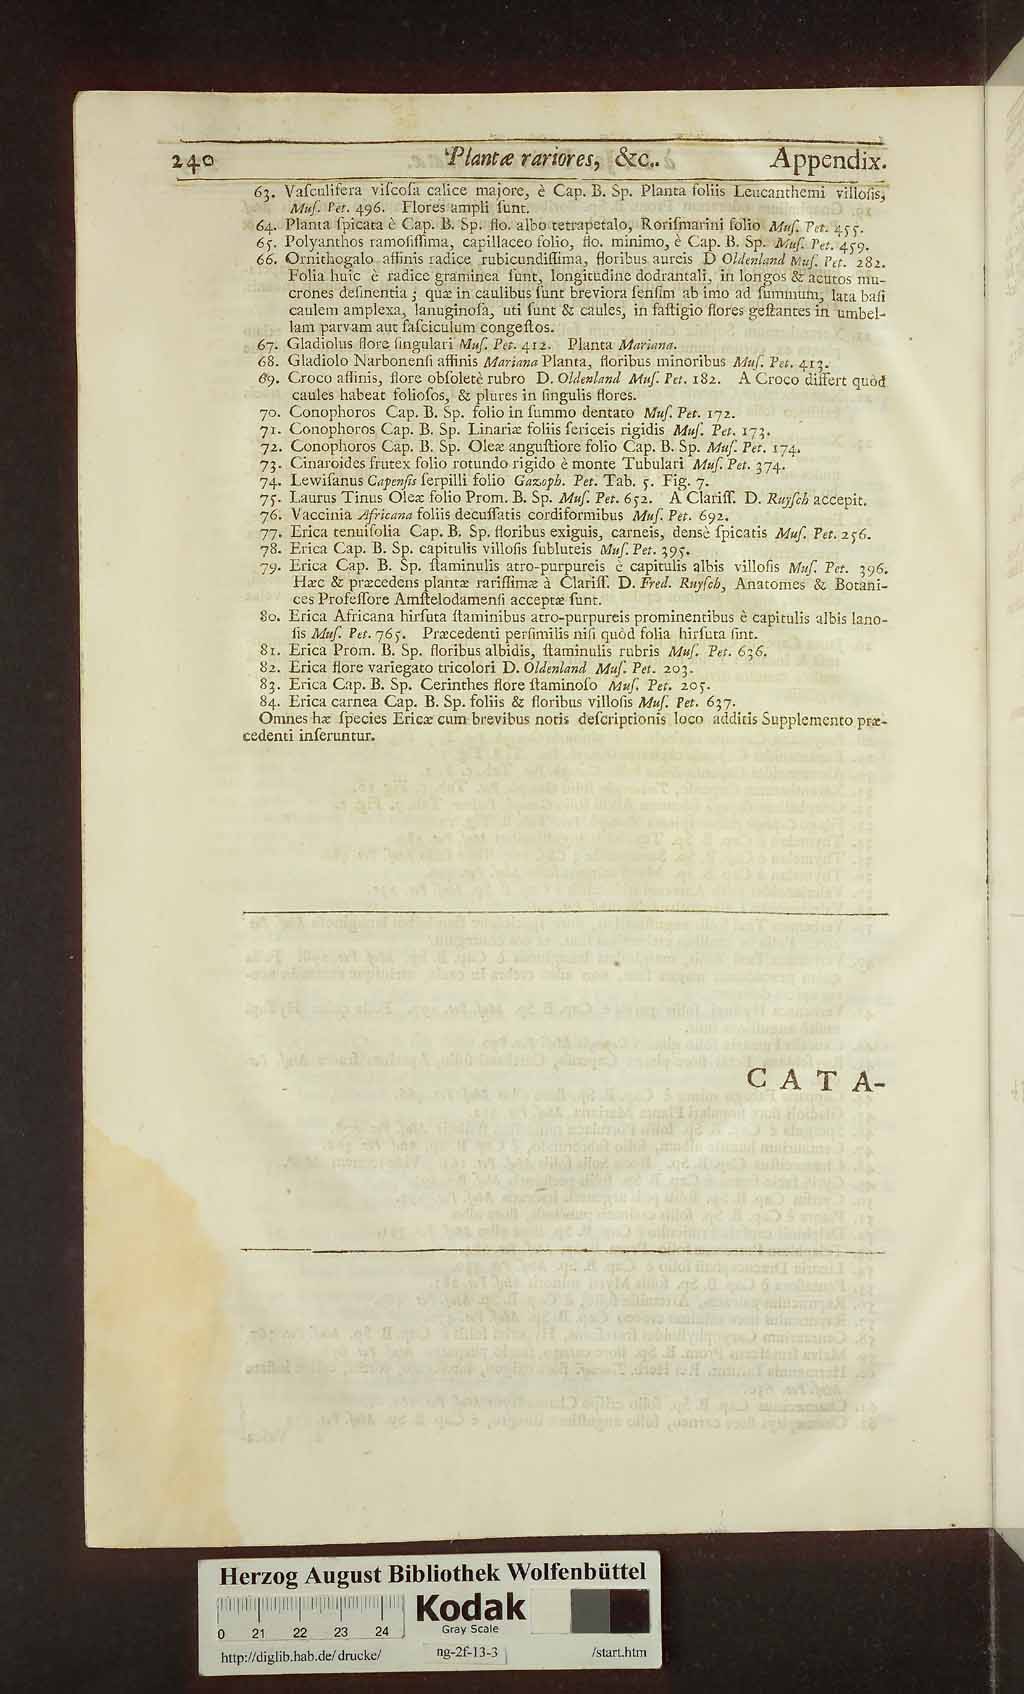 240 Plantæ rariores, &c.. Appendix.
63. Vaſculifera viſcoſa calice majore, è Cap. B. Sp. Planta foliis Leucanthemi villoſis,
Muſ. Pet. 496. Flores ampli ſunt.
64. Planta ſpicata è Cap. B. Sp. flo. albo tetrapetalo, Roriſmarini folio Muſ. Pet. 455.
65. Polyanthos ramoſiſſima, capillaceo folio, flo. minimo, è Cap. B. Sp. Muſ. Pet. 459.
66. Ornithogalo affinis radice rubicundiſſima, floribus aureis D Oldenland Muſ. Pet. 282.
Folia huic è radice graminea ſunt, longitudine dodrantali, in longos & acutos mu-
crones deſinentia; quæ in caulibus ſunt breviora ſenſim ab imo ad ſummum, lata baſi
caulem amplexa, lanuginoſa, uti ſunt & caules, in faſtigio flores geſtantes in umbel-
lam parvam aut faſciculum congeſtos.
67. Gladiolus flore ſingulari Muſ. Pet. 412. Planta Mariana.
68. Gladiolo Narbonenſi affinis Mariana Planta, floribus minoribus Muſ. Pet. 413.
69. Croco affinis, flore obſoletè rubro D. Oldenland Muſ. Pet. 182. A Croco differt quòd
caules habeat folioſos, & plures in ſingulis flores.
70. Conophoros Cap. B. Sp. folio in ſummo dentato Muſ. Pet. 172.
71. Conophoros Cap. B. Sp. Linariæ foliis ſericeis rigidis Muſ. Pet. 173.
72. Conophoros Cap. B. Sp. Oleæ anguſtiore folio Cap. B. Sp. Muſ. Pet. 174.
73. Cinaroides frutex folio rotundo rigido è monte Tubulari Muſ. Pet. 374.
74. Lewiſanus Capenſis ſerpilli folio Gazoph. Pet. Tab. 5. Fig. 7.
75. Laurus Tinus Oleæ folio Prom. B. Sp. Muſ. Pet. 652. A Clariſſ. D. Ruyſch accepit.
76. Vaccinia Africana foliis decuſſatis cordiformibus Muſ. Pet. 692.
77. Erica tenuifolia Cap. B. Sp. floribus exiguis, carneis, densè ſpicatis Muſ. Pet. 256.
78. Erica Cap. B. Sp. capitulis villoſis ſubluteis Muſ. Pet. 395.
79. Erica Cap. B. Sp. ſtaminulis atro-purpureis è capitulis albis villoſis Muſ. Pet. 396.
Hæc & præcedens plantæ rariſſimæ à Clariſſ. D. Fred. Ruyſch, Anatomes & Botani-
ces Profeſſore Amſtelodamenſi acceptæ ſunt.
80. Erica Africana hirſuta ſtaminibus atro-purpureis prominentibus è capitulis albis lano-
ſis Muſ. Pet. 765. Præcedenti perſimilis niſi quòd folia hirſuta ſint.
81. Erica Prom. B. Sp. floribus albidis, ſtaminulis rubris Muſ. Pet. 636.
82. Erica flore variegato tricolori D. Oldenland Muſ. Pet. 203.
83. Erica Cap. B. Sp. Cerinthes flore ſtaminoſo Muſ. Pet. 205.
84. Erica carnea Cap. B. Sp. foliis & floribus villoſis Muſ. Pet. 637.
Omnes hæ ſpecies Ericæ cum brevibus notis deſcriptionis loco additis Supplemento præ-
cedenti inſeruntur.
CATA-
Herzog August Bibliothek Wolfenbüttel
Kodak
Gray Scale
0 21 22 23 24
http://diglib.hab.de/drucke/ ng-2f-13-3 /start.htm